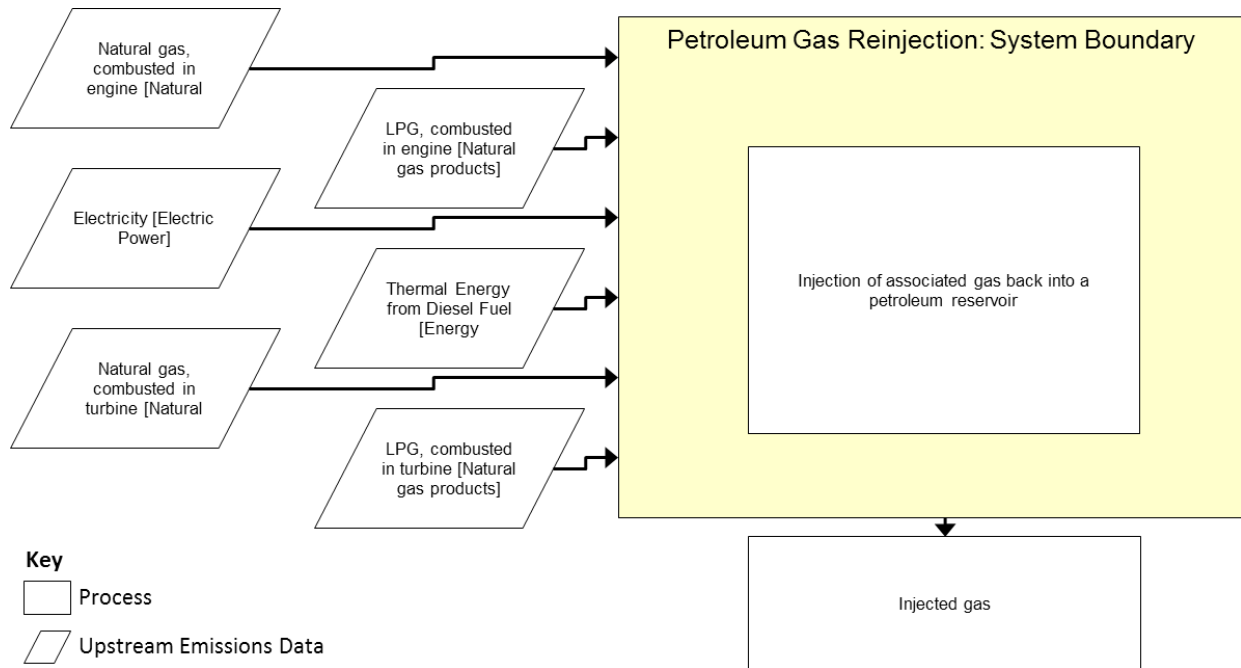 Petroleum Gas Reinjection: System Boundary
Natural gas,
combusted in
engine [Natural
LPG, combusted
in engine [Natural
gas products]
Electricity [Electric
Power]
Thermal Energy
from Diesel Fuel
[Energy
Natural gas,
combusted in
turbine [Natural
LPG, combusted
in turbine [Natural
gas products]
Injection of associated gas back into a
petroleum reservoir
Injected gas
Key
Process
Upstream Emissions Data